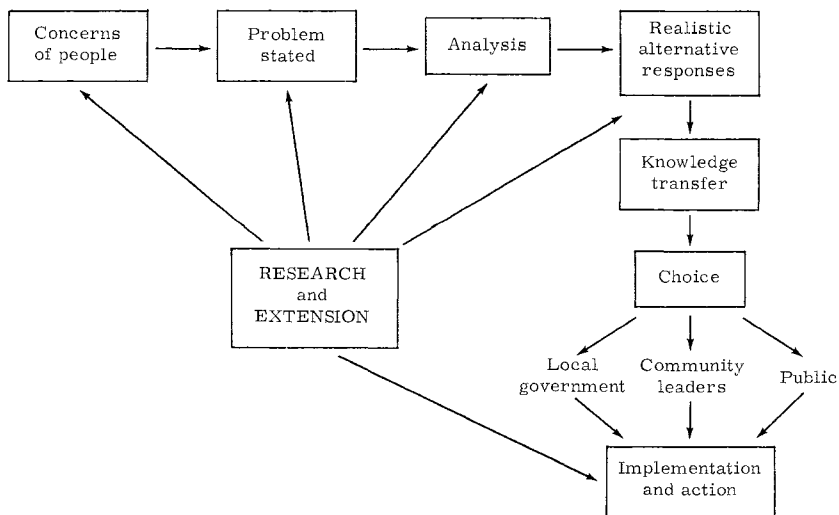 Concerns
of people
Problem
stated
Analysis
Realistic
alternative
responses
Knowledge
transfer
RESEARCH
and
EXTENSION
Choice
Local
government
Community
leaders
Public
Implementation
and action